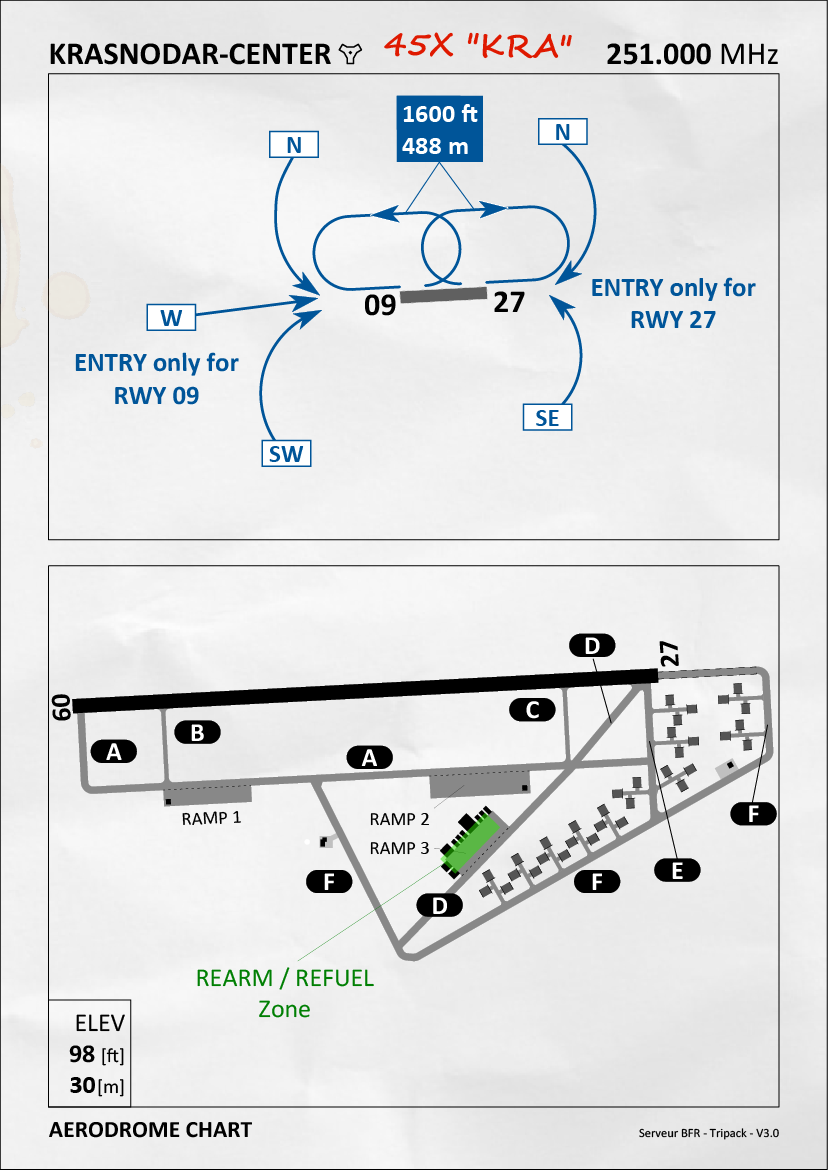 KRASNODAR-CENTER 45X "KRA" 251.000 MHz
1600 ft
488 m
N
N
W
09
27
ENTRY only for
RWY 27
ENTRY only for
RWY 09
SE
SW
D
27
09
A
B
C
A
RAMP 1
RAMP 2
RAMP 3
F
F
E
F
D
REARM / REFUEL
Zone
ELEV
98 [ft]
30[m]
AERODROME CHART
Serveur BFR - Tripack - V3.0